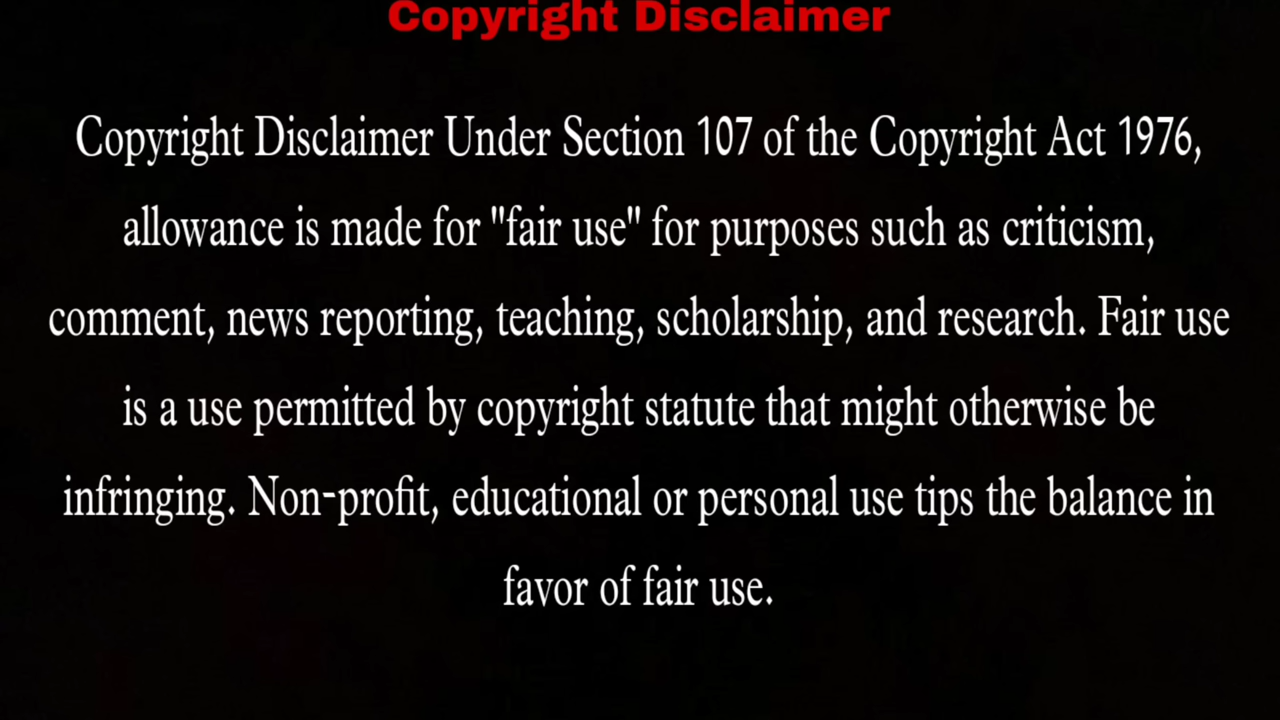 Copyright Disclaimer
Copyright Disclaimer Under Section 107 of the Copyright Act 1976,
allowance is made for "fair use" for purposes such as criticism,
comment, news reporting, teaching, scholarship, and research. Fair use
is a use permitted by copyright statute that might otherwise be
infringing. Non-profit, educational or personal use tips the balance in
favor of fair use.